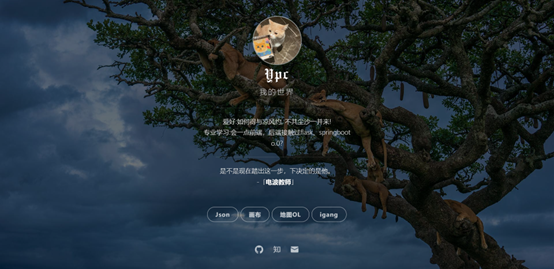 Ypc
我的世界
爱好 如何得与凉风约, 不共尘沙一并来!
专业学习 会一点前端、后端接触过flask、springboot
o.0?
是不是现在踏出这一步，下决定的是他。
-「电波教师」
Json 画布 地图OL igang
知